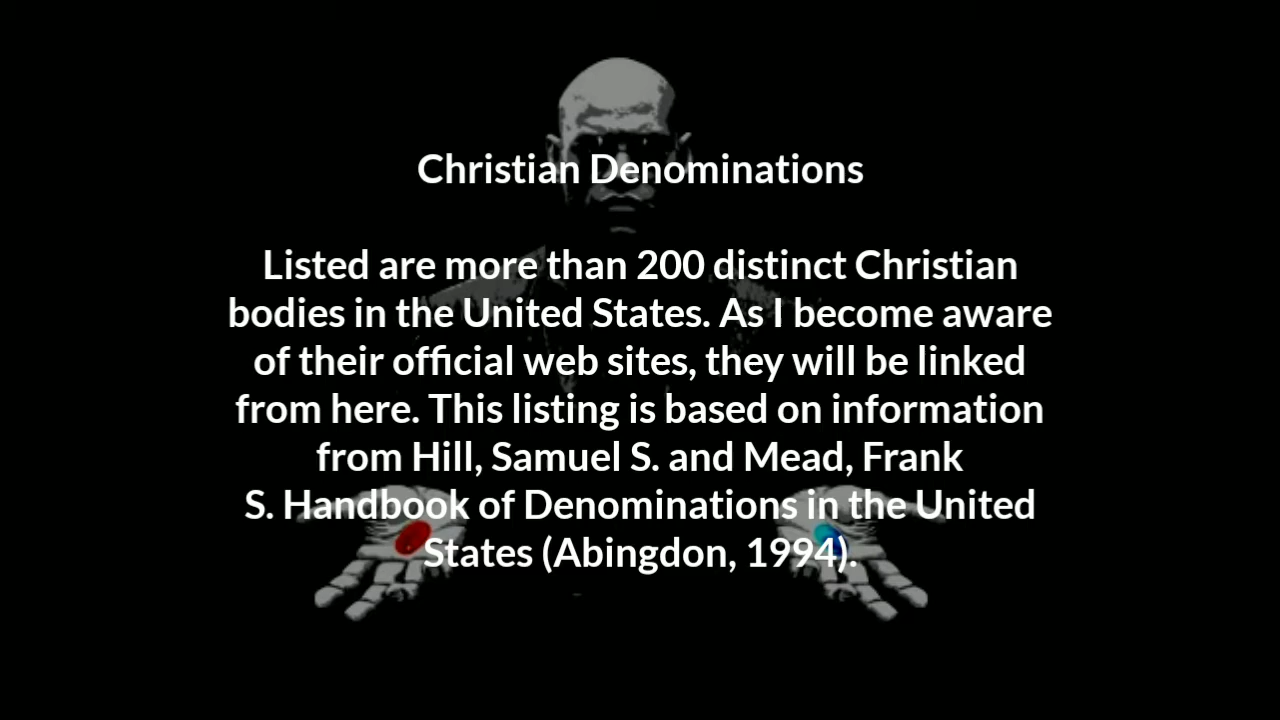 Christian Denominations
Listed are more than 200 distinct Christian
bodies in the United States. As I become aware
of their official web sites, they will be linked
from here. This listing is based on information
from Hill, Samuel S. and Mead, Frank
S. Handbook of Denominations in the United
States (Abingdon, 1994).